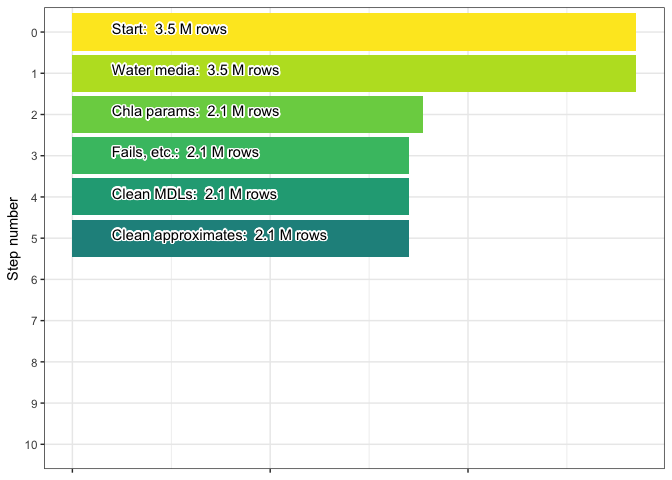 0 Start:  3.5 M rows
1 Water media:  3.5 M rows
2 Chla params:  2.1 M rows
3 Fails, etc.:  2.1 M rows
4 Clean MDLs:  2.1 M rows
5 Clean approximates:  2.1 M rows
6
7
8
9
10
Step number